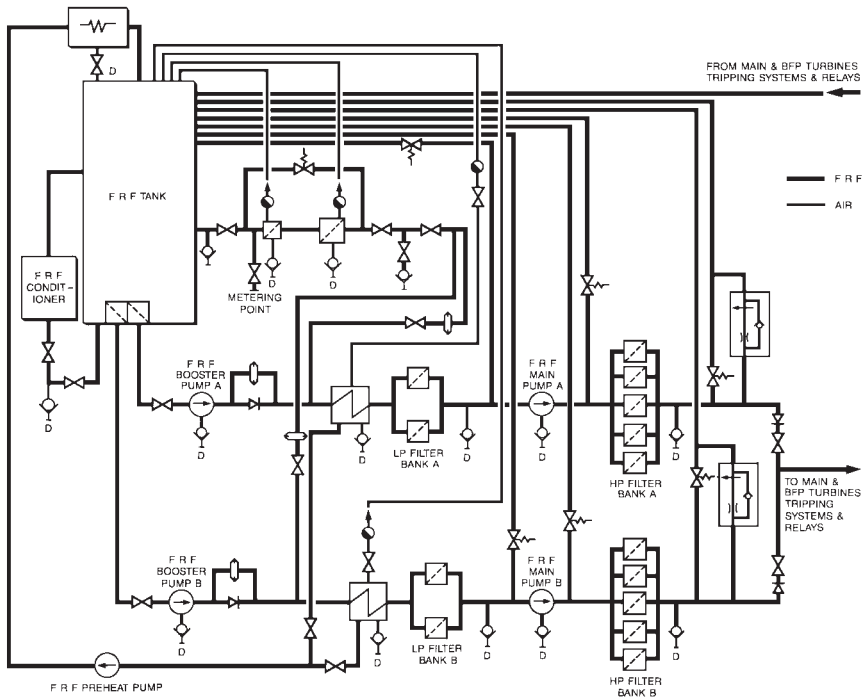 D
FROM MAIN & BFP TURBINES
TRIPPING SYSTEMS & RELAYS
F R F
AIR
F R F TANK
F R F
CONDIT-
IONER
D
D
METERING
POINT
D
F R F
BOOSTER
PUMP A
D
D
LP FILTER
BANK A
D
F R F
MAIN
PUMP A
D
HP FILTER
BANK A
D
TO MAIN &
BFP TURBINES
TRIPPING
SYSTEMS &
RELAYS
F R F
BOOSTER
PUMP B
D
D
LP FILTER
BANK B
D
F R F
MAIN
PUMP B
D
HP FILTER
BANK B
D
F R F PREHEAT PUMP